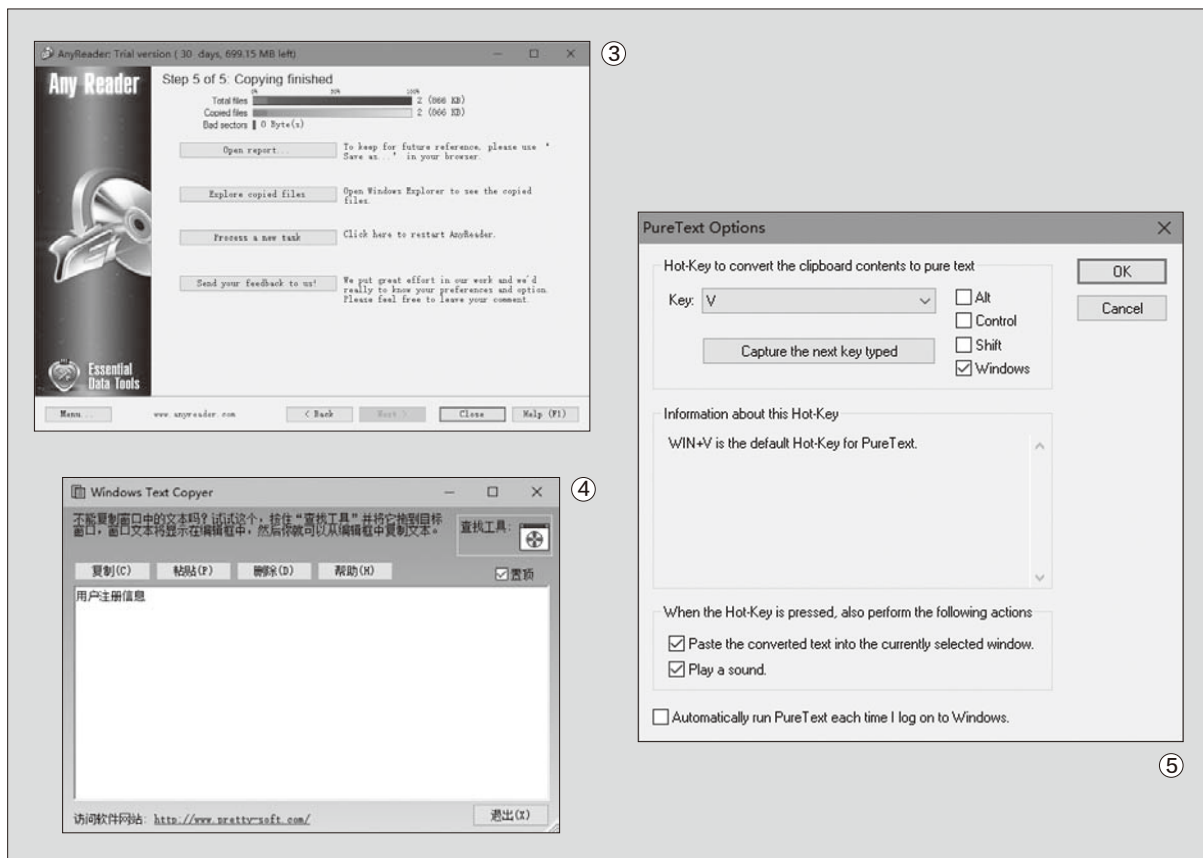 AnyReader: Trial version ( 30 days, 699.15 MB left)
③
Any Reader
Step 5 of 5: Copying finished
0% 50% 100%
Total files 2 (866 KB)
Copied files 2 (866 KB)
Bad sectors 0 Byte(s)
Open report...
To keep for future reference, please use '
Save as...' in your browser.
Explore copied files
Open Windows Explorer to see the copied
files.
Process a new task
Click here to restart AnyReader.
Send your feedback to us!
We put great effort in our work and we'd
really to know your preferences and option.
Please feel free to leave your comment.
Essential
Data Tools
Menu...
www.anyreader.com
< Back
Next >
Close
Help (F1)
Windows Text Copyer
④
不能复制窗口中的文本吗?试试这个,按住“查找工具”并将它拖到目标
窗口,窗口文本将显示在编辑框中,然后你就可以从编辑框中复制文本。
查找工具:
复制(C)
粘贴(P)
删除(D)
帮助(H)
置顶
用户注册信息
访问软件网站: http://www.pretty-soft.com/
退出(X)
PureText Options
Hot-Key to convert the clipboard contents to pure text
OK
Key: V
Alt
Cancel
Control
Capture the next key typed
Shift
Windows
Information about this Hot-Key
WIN+V is the default Hot-Key for PureText.
When the Hot-Key is pressed, also perform the following actions
Paste the converted text into the currently selected window.
Play a sound.
Automatically run PureText each time I log on to Windows.
⑤